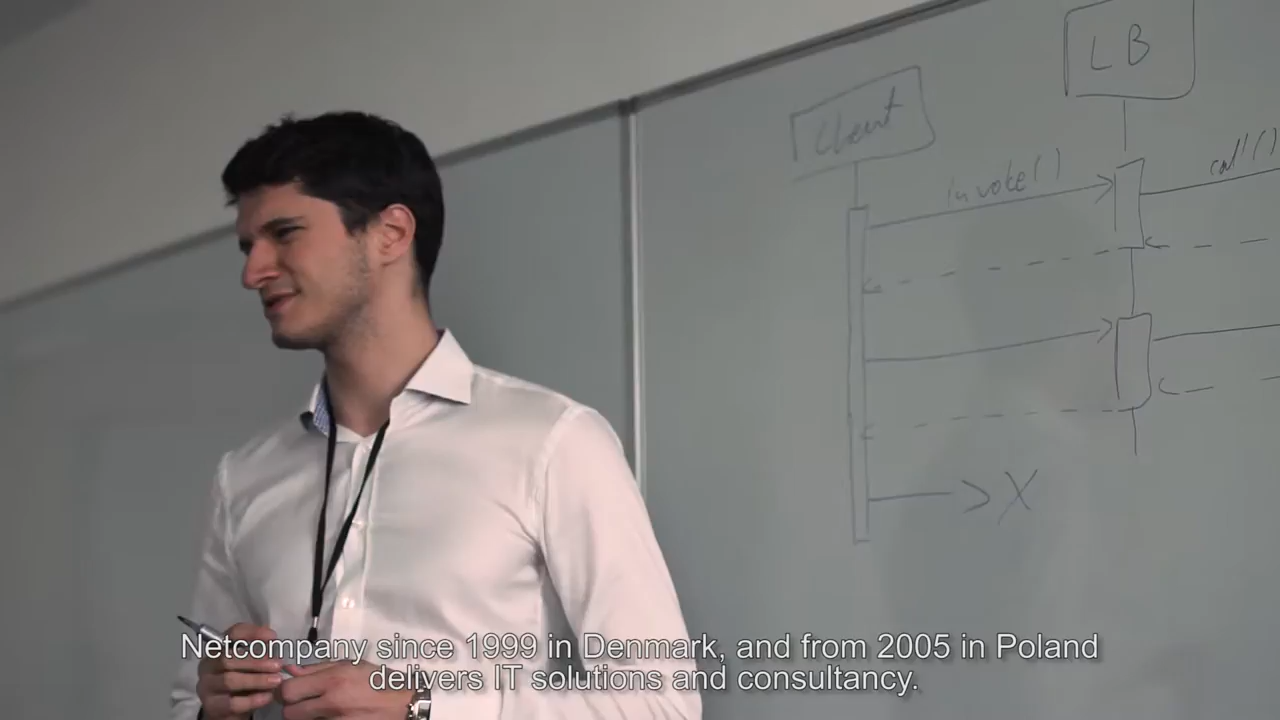 LB
Client
invoke()
call()
X
Netcompany since 1999 in Denmark, and from 2005 in Poland
delivers IT solutions and consultancy.